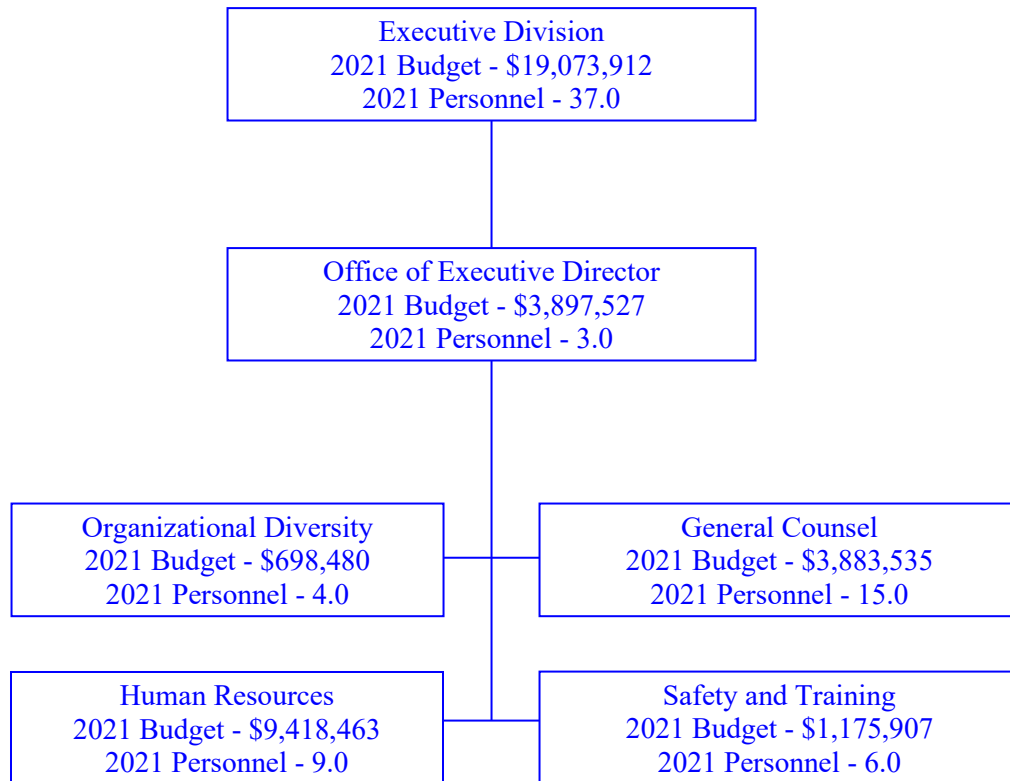 Executive Division
2021 Budget - $19,073,912
2021 Personnel - 37.0
Office of Executive Director
2021 Budget - $3,897,527
2021 Personnel - 3.0
Organizational Diversity
2021 Budget - $698,480
2021 Personnel - 4.0
General Counsel
2021 Budget - $3,883,535
2021 Personnel - 15.0
Human Resources
2021 Budget - $9,418,463
2021 Personnel - 9.0
Safety and Training
2021 Budget - $1,175,907
2021 Personnel - 6.0